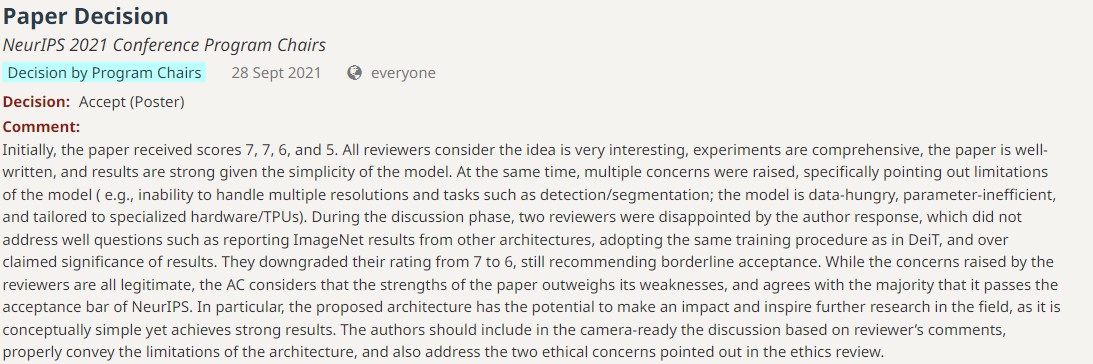 Paper Decision
NeurIPS 2021 Conference Program Chairs
Decision by Program Chairs 28 Sept 2021 everyone
Decision: Accept (Poster)
Comment:
Initially, the paper received scores 7, 7, 6, and 5. All reviewers consider the idea is very interesting, experiments are comprehensive, the paper is well-
written, and results are strong given the simplicity of the model. At the same time, multiple concerns were raised, specifically pointing out limitations
of the model ( e.g., inability to handle multiple resolutions and tasks such as detection/segmentation; the model is data-hungry, parameter-inefficient,
and tailored to specialized hardware/TPUs). During the discussion phase, two reviewers were disappointed by the author response, which did not
address well questions such as reporting ImageNet results from other architectures, adopting the same training procedure as in DeiT, and over
claimed significance of results. They downgraded their rating from 7 to 6, still recommending borderline acceptance. While the concerns raised by the
reviewers are all legitimate, the AC considers that the strengths of the paper outweighs its weaknesses, and agrees with the majority that it passes the
acceptance bar of NeurIPS. In particular, the proposed architecture has the potential to make an impact and inspire further research in the field, as it is
conceptually simple yet achieves strong results. The authors should include in the camera-ready the discussion based on reviewer's comments,
properly convey the limitations of the architecture, and also address the two ethical concerns pointed out in the ethics review.